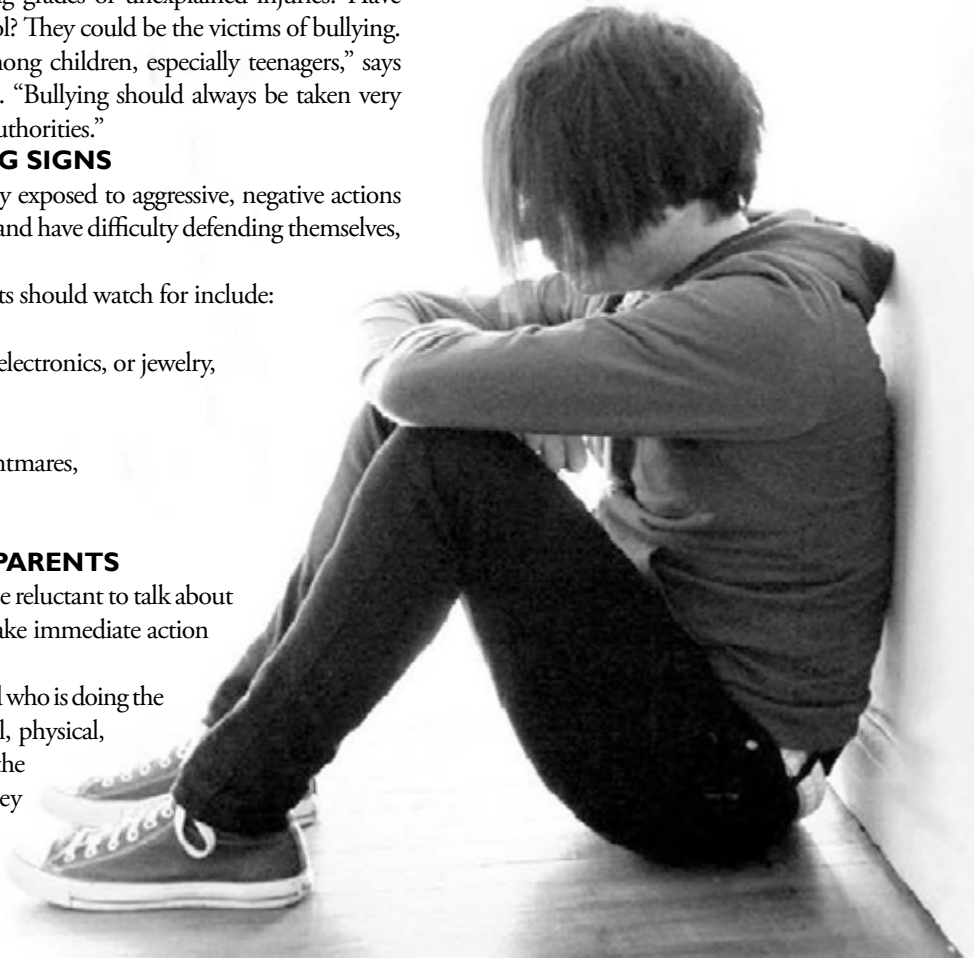 grades or unexplained injuries? Have
ol? They could be the victims of bullying.
mong children, especially teenagers,” says
. “Bullying should always be taken very
uthorities.”
G SIGNS
y exposed to aggressive, negative actions
and have difficulty defending themselves,
ts should watch for include:
electronics, or jewelry,
htmares,
PARENTS
e reluctant to talk about
ake immediate action
d who is doing the
l, physical,
the
ey